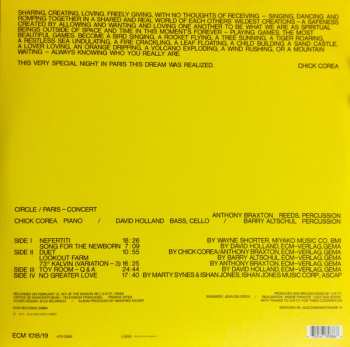 SHARING, CREATING, LOVING, FREELY GIVING, WITH NO THOUGHTS OF RECEIVING – SINGING, DANCING AND
ROMPING TOGETHER IN A SHARED AND REAL WORLD OF EACH OTHERS' WILDEST CREATIONS – A SAFENESS
CREATED BY ALLOWING AND WANTING AND LOVING ONE ANOTHER TO BE WHAT WE ARE AS SPIRITUAL
BEINGS OUTSIDE OF SPACE AND TIME IN THIS MOMENT'S FOREVER – PLAYING GAMES, THE MOST
BEAUTIFUL GAMES. BECOME A BIRD SINGING, A ROCKET FLYING, A TREE SUNNING, A TIGER ROARING,
A RESTLESS SEA UNDULATING, A FIRE CRACKLING, A LEAF FLOATING, A CHILD BUILDING A SAND CASTLE,
A LOVER LOVING, AN ORANGE DRIPPING, A VOLCANO EXPLODING, A WIND RUSHING, OR A MOUNTAIN
WAITING – ALWAYS KNOWING WHO YOU REALLY ARE
THIS VERY SPECIAL NIGHT IN PARIS THIS DREAM WAS REALIZED. CHICK COREA
CIRCLE / PARIS – CONCERT
ANTHONY BRAXTON REEDS, PERCUSSION
CHICK COREA PIANO / DAVID HOLLAND BASS, CELLO / BARRY ALTSCHUL PERCUSSION
SIDE I NEFERTITI 18:26 BY WAYNE SHORTER, MIYAKO MUSIC CO, BMI
SONG FOR THE NEWBORN 7:09 BY DAVID HOLLAND, ECM–VERLAG, GEMA
SIDE II DUET 10:55 BY CHICK COREA/ANTHONY BRAXTON, ECM–VERLAG, GEMA
LOOKOUT FARM BY BARRY ALTSCHUL, ECM–VERLAG, GEMA
73° KALVIN (VARIATION – 3) 16:25 BY ANTHONY BRAXTON, ECM–VERLAG, GEMA
SIDE III TOY ROOM – Q & A 24:44 BY DAVID HOLLAND, ECM–VERLAG, GEMA
SIDE IV NO GREATER LOVE 17:40 BY MARTY SYMES & ISHAN JONES, ISHAN JONES MUSIC CORP, ASCAP
ECM 1018/19